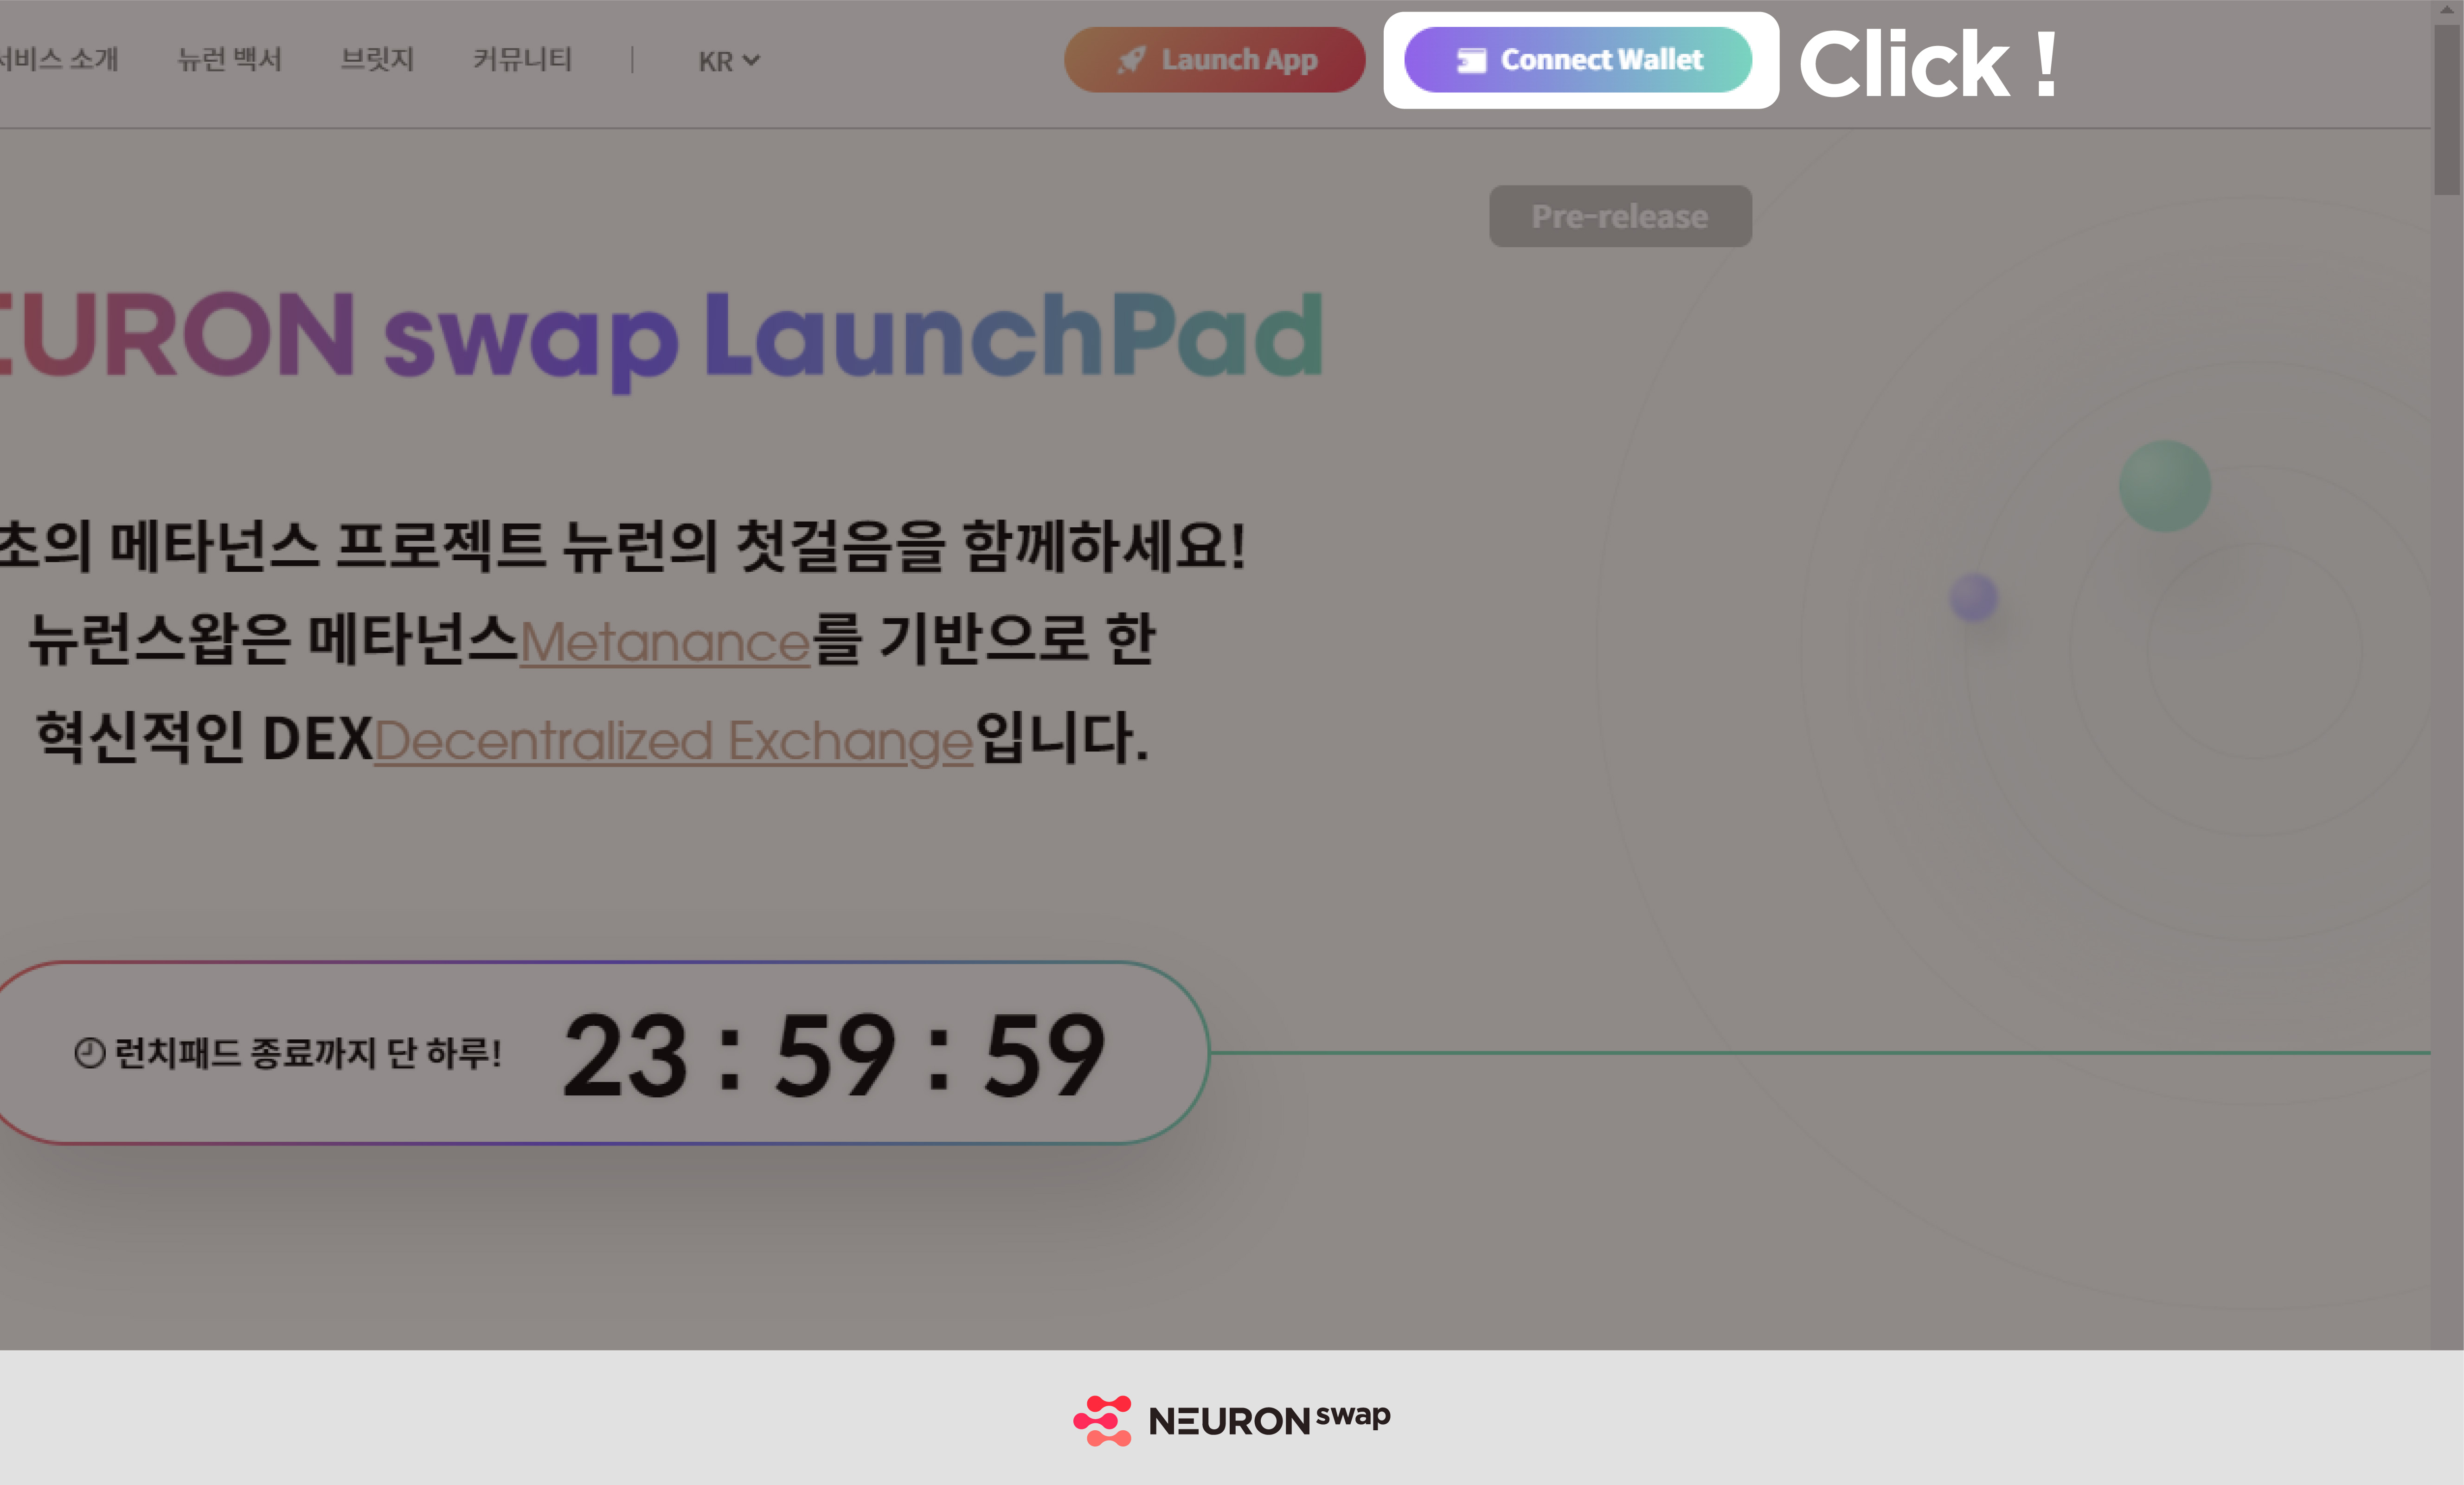 서비스 소개 뉴런 백서 브릿지 커뮤니티 | KR Launch App Connect Wallet Click !
Pre-release
EURON swap LaunchPad
초의 메타넌스 프로젝트 뉴런의 첫걸음을 함께하세요!
뉴런스왑은 메타넌스Metanance를 기반으로 한
혁신적인 DEXDecentralized Exchange입니다.
런치패드 종료까지 단 하루! 23 : 59 : 59
NEURON swap